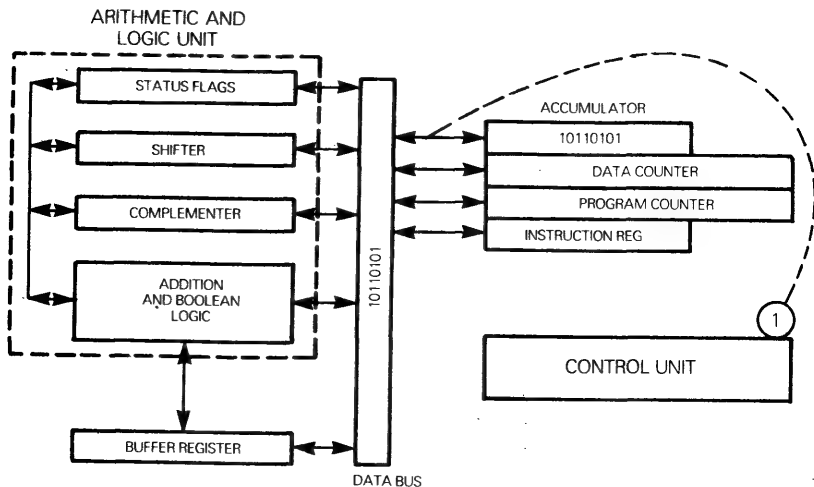 ARITHMETIC AND
LOGIC UNIT
STATUS FLAGS
SHIFTER
COMPLEMENTER
ADDITION
AND BOOLEAN
LOGIC
BUFFER REGISTER
10110101
DATA BUS
ACCUMULATOR
10110101
DATA COUNTER
PROGRAM COUNTER
INSTRUCTION REG
1
CONTROL UNIT